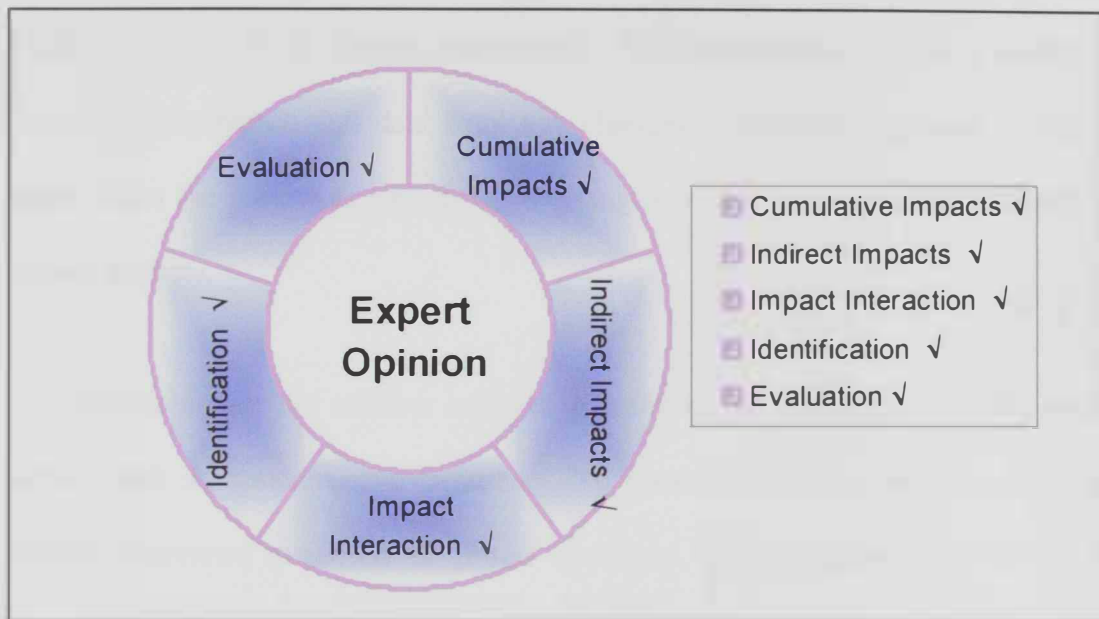 Evaluation √
Cumulative
Impacts √
Indirect Impacts √
Impact
Interaction √
Identification √
Expert
Opinion
Cumulative Impacts √
Indirect Impacts √
Impact Interaction √
Identification √
Evaluation √